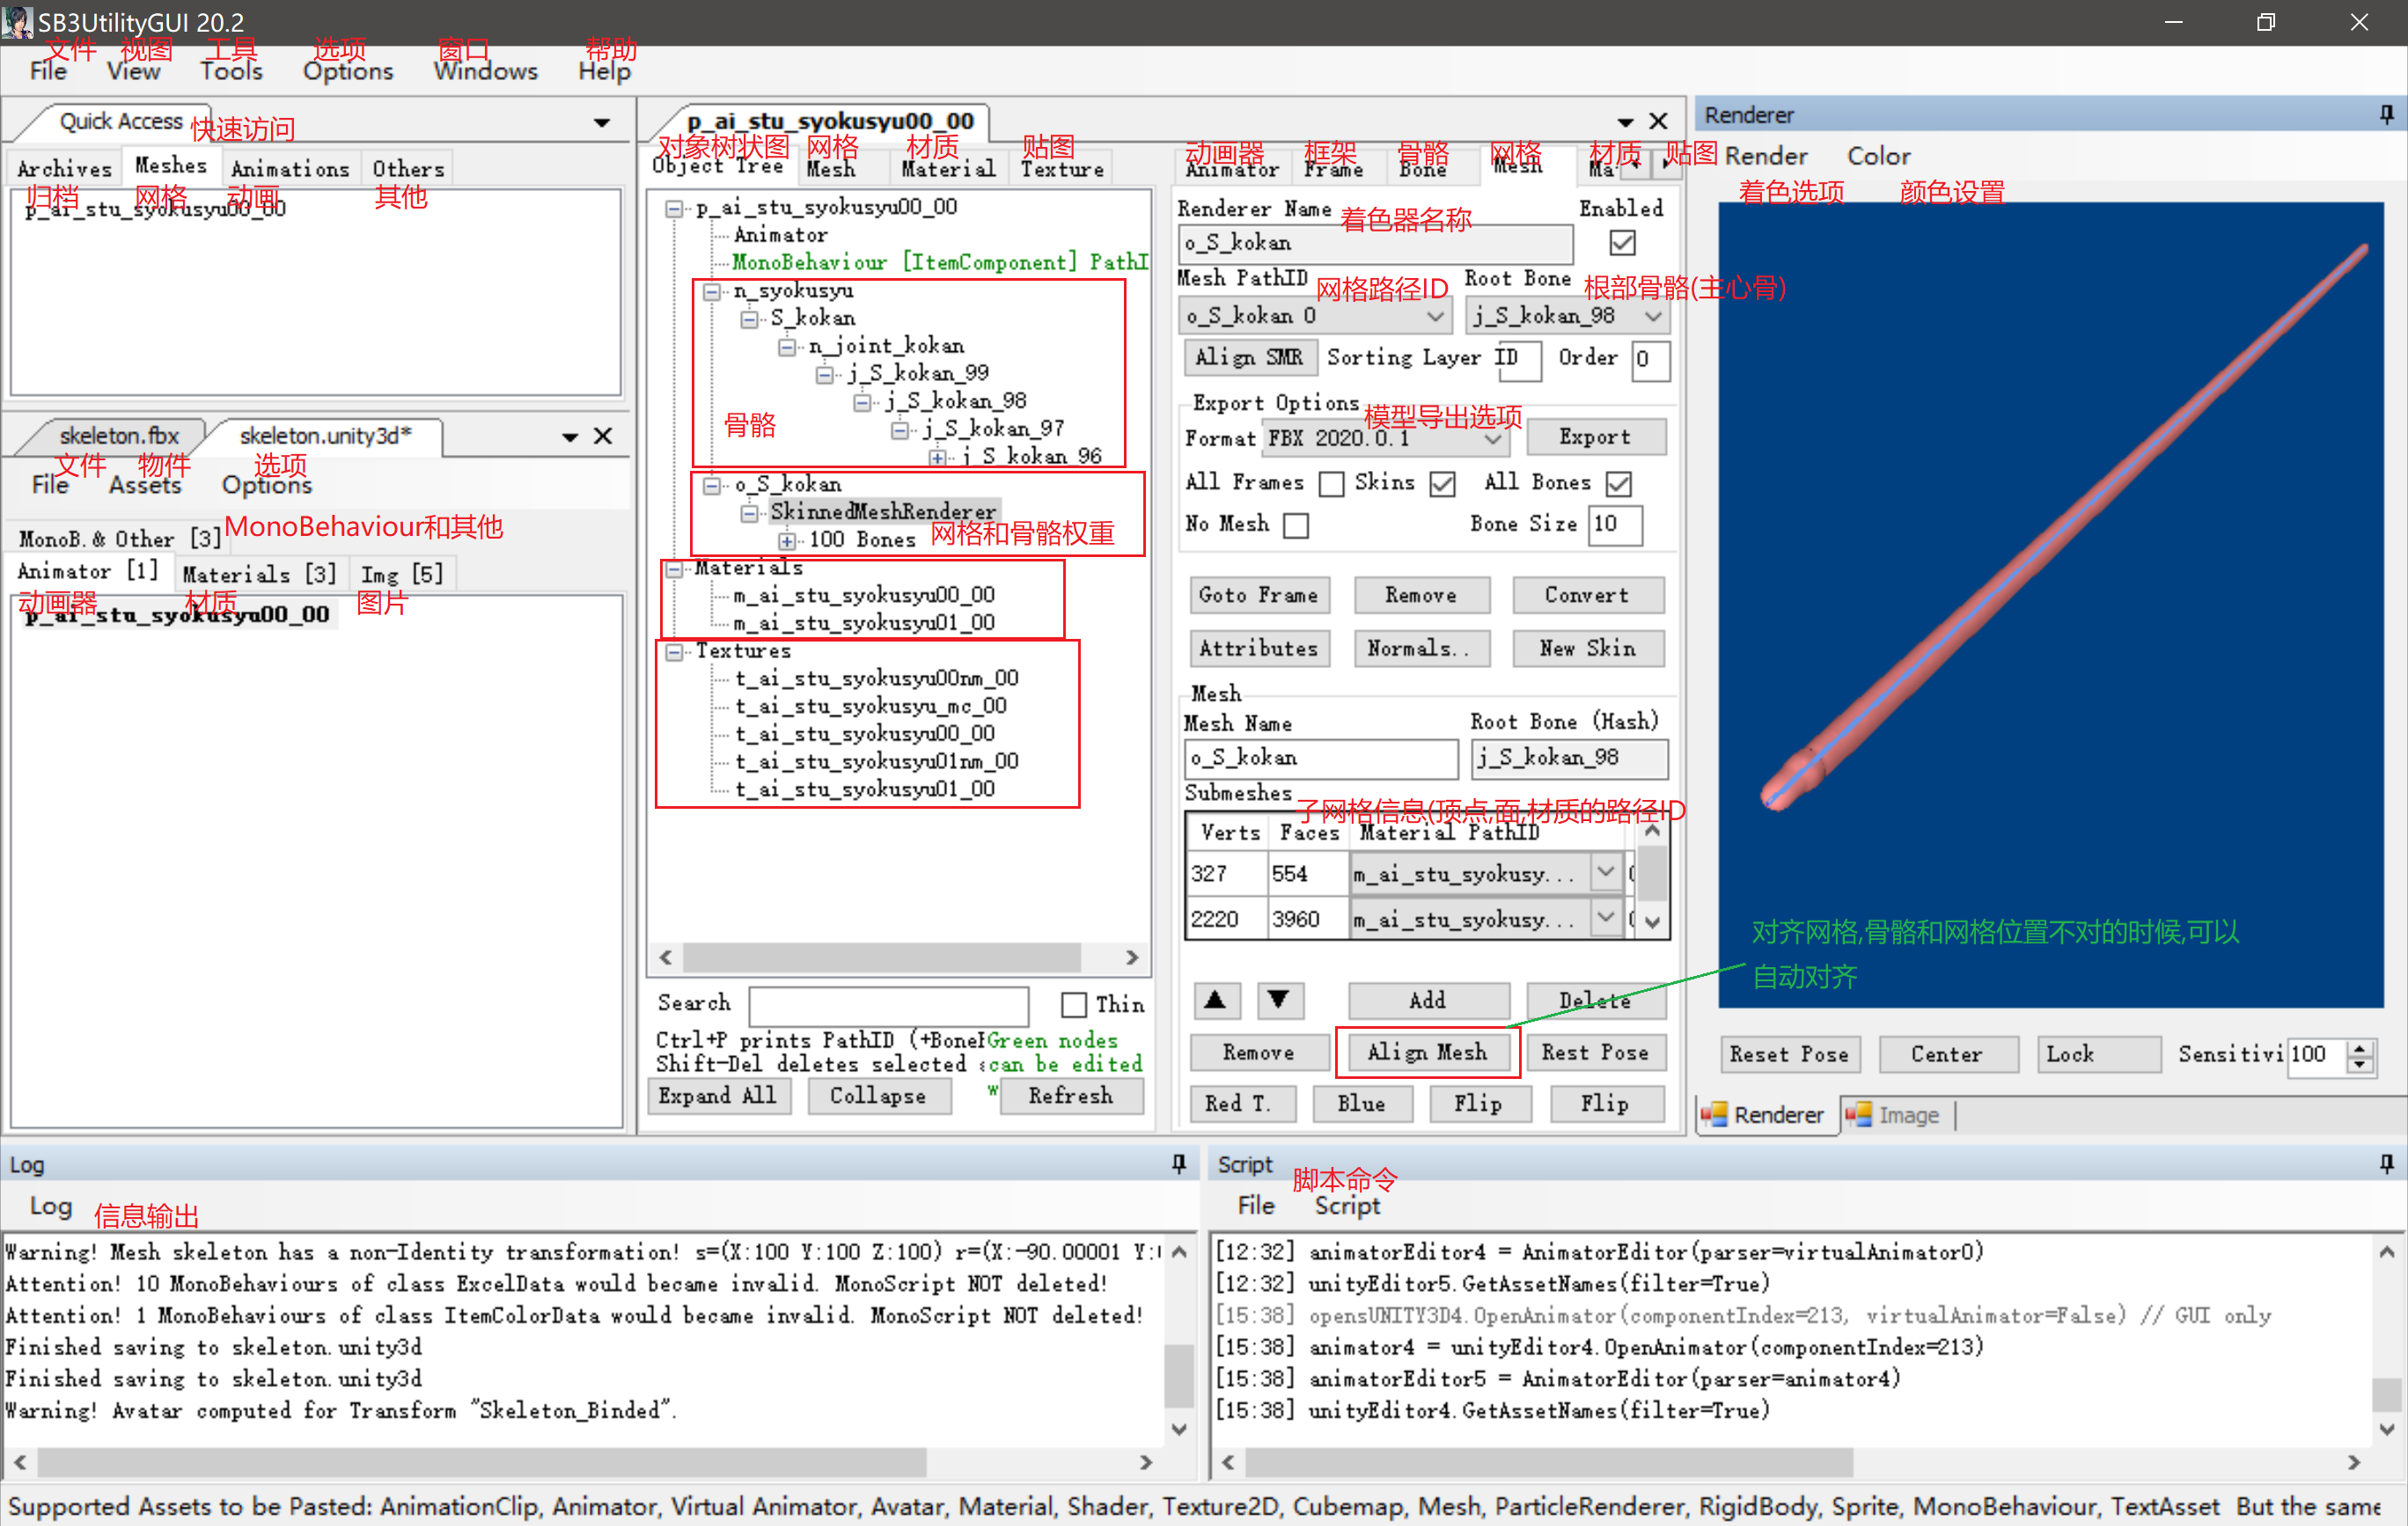 SB3UtilityGUI 20.2
文件 视图 工具 选项 窗口 帮助
File View Tools Options Windows Help
Quick Access 快速访问
Archives Meshes Animations Others
归档 网格 动画 其他
p_ai_stu_syokusyu00_00
skeleton.fbx skeleton.unity3d*
文件 物件 选项
File Assets Options
MonoBehaviour和其他
MonoB.& Other [3]
Animator [1] Materials [3] Img [5]
动画器 材质 图片
p_ai_stu_syokusyu00_00
p_ai_stu_syokusyu00_00
对象树状图 网格 材质 贴图
Object Tree Mesh Material Texture
p_ai_stu_syokusyu00_00
Animator
MonoBehaviour [ItemComponent] PathI
n_syokusyu
S_kokan
n_joint_kokan
j_S_kokan_99
j_S_kokan_98
骨骼
j_S_kokan_97
j_S_kokan_96
o_S_kokan
SkinnedMeshRenderer
网格和骨骼权重
100 Bones
Materials
m_ai_stu_syokusyu00_00
m_ai_stu_syokusyu01_00
Textures
t_ai_stu_syokusyu00nm_00
t_ai_stu_syokusyu_mc_00
t_ai_stu_syokusyu00_00
t_ai_stu_syokusyu01nm_00
t_ai_stu_syokusyu01_00
Search Thin
Ctrl+P prints PathID (+Bone Green nodes
Shift-Del deletes selected can be edited
w
Expand All Collapse Refresh
动画器 框架 骨骼 网格 材质 贴图
Animator Frame Bone Mesh Ma
Renderer Name 着色器名称 Enabled
o_S_kokan
Mesh PathID 网格路径ID Root Bone 根部骨骼(主心骨)
o_S_kokan 0 j_S_kokan_98
Align SMR Sorting Layer ID Order 0
Export Options 模型导出选项
Format FBX 2020.0.1 Export
All Frames Skins All Bones
No Mesh Bone Size 10
Goto Frame Remove Convert
Attributes Normals.. New Skin
Mesh
Mesh Name Root Bone (Hash)
o_S_kokan j_S_kokan_98
Submeshes 子网格信息(顶点,面,材质的路径ID
Verts Faces Material PathID
327 554 m_ai_stu_syokusy...
2220 3960 m_ai_stu_syokusy...
Add Delete
Remove Align Mesh Rest Pose
Red T. Blue Flip Flip
Renderer
Render Color
着色选项 颜色设置
对齐网格,骨骼和网格位置不对的时候,可以
自动对齐
Reset Pose Center Lock Sensitivi 100
Renderer Image
Log
Log 信息输出
Warning! Mesh skeleton has a non-Identity transformation! s=(X:100 Y:100 Z:100) r=(X:-90.00001 Y:
Attention! 10 MonoBehaviours of class ExcelData would became invalid. MonoScript NOT deleted!
Attention! 1 MonoBehaviours of class ItemColorData would became invalid. MonoScript NOT deleted!
Finished saving to skeleton.unity3d
Finished saving to skeleton.unity3d
Warning! Avatar computed for Transform "Skeleton_Binded".
Script
脚本命令
File Script
[12:32] animatorEditor4 = AnimatorEditor(parser=virtualAnimator0)
[12:32] unityEditor5.GetAssetNames(filter=True)
[15:38] opensUNITY3D4.OpenAnimator(componentIndex=213, virtualAnimator=False) // GUI only
[15:38] animator4 = unityEditor4.OpenAnimator(componentIndex=213)
[15:38] animatorEditor5 = AnimatorEditor(parser=animator4)
[15:38] unityEditor4.GetAssetNames(filter=True)
Supported Assets to be Pasted: AnimationClip, Animator, Virtual Animator, Avatar, Material, Shader, Texture2D, Cubemap, Mesh, ParticleRenderer, RigidBody, Sprite, MonoBehaviour, TextAsset But the same